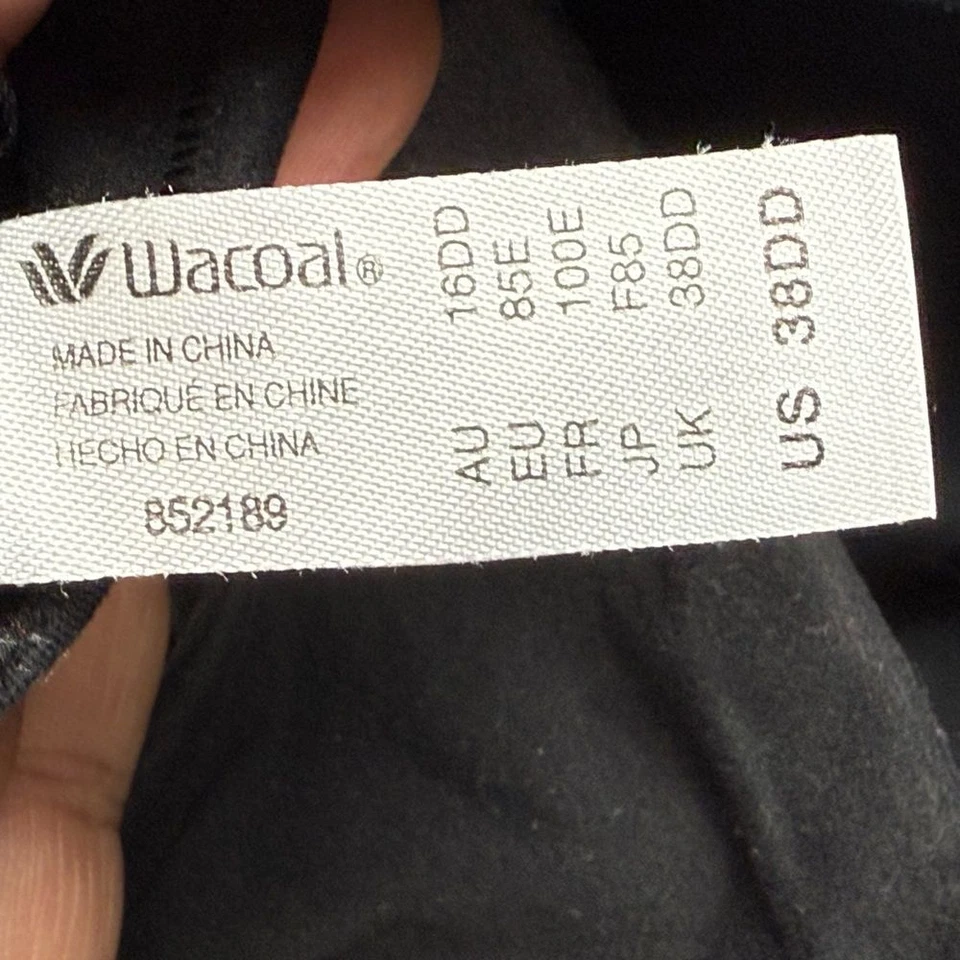 Wacoal®
MADE IN CHINA
FABRIQUÉ EN CHINE
HECHO EN CHINA
852189
US 38DD
UK 38DD
JP F85
FR 100E
EU 85E
AU 16DD